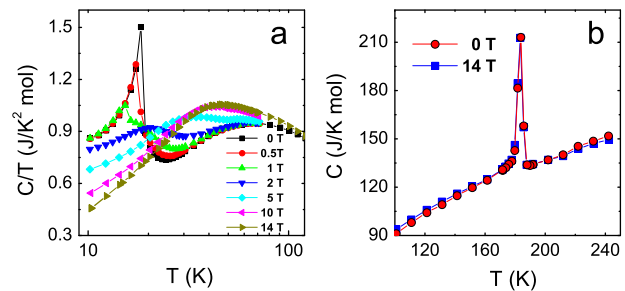 a
C/T (J/K² mol)
1.5
1.2
0.9
0.6
0.3
0 T
0.5T
1 T
2 T
5 T
10 T
14 T
10
100
T (K)
b
C (J/K mol)
210
180
150
120
90
0 T
14 T
120
160
200
240
T (K)